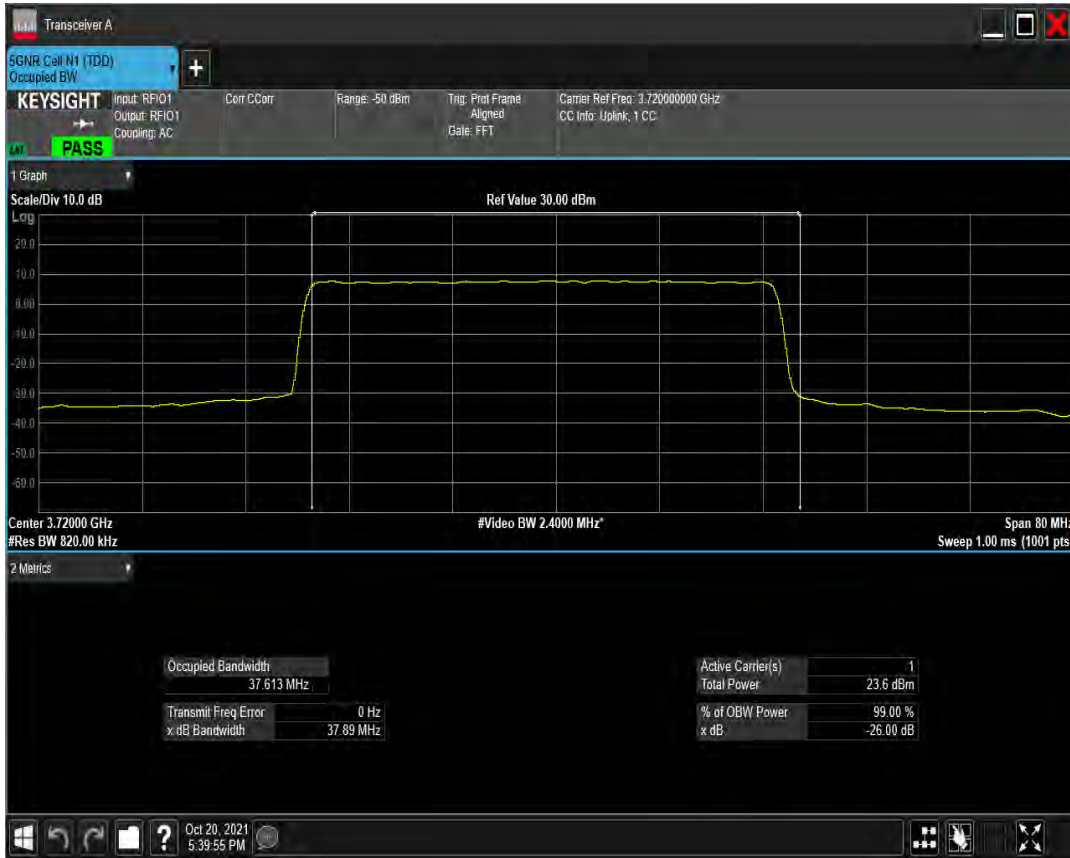 Transceiver A
5GNR Cell N1 (TDD)
Occupied BW
+
KEYSIGHT
Input: RFIO1
Output: RFIO1
Coupling: AC
Corr CCorr
Range: -50 dBm
Trig: Prot Frame
Aligned
Gate: FFT
Carrier Ref Freq: 3.720000000 GHz
CC Info: Uplink, 1 CC
PASS
1 Graph
Scale/Div 10.0 dB
Ref Value 30.00 dBm
Log
20.0
10.0
0.00
-10.0
-20.0
-30.0
-40.0
-50.0
-60.0
Center 3.72000 GHz
#Video BW 2.4000 MHz*
Span 80 MHz
#Res BW 820.00 kHz
Sweep 1.00 ms (1001 pts
2 Metrics
Occupied Bandwidth
37.613 MHz
Transmit Freq Error 0 Hz
x dB Bandwidth 37.89 MHz
Active Carrier(s) 1
Total Power 23.6 dBm
% of OBW Power 99.00 %
x dB -26.00 dB
?
Oct 20, 2021
5:39:55 PM